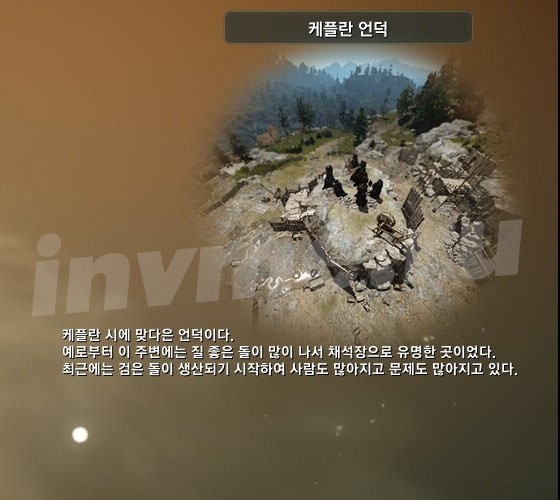 케플란 언덕
케플란 시에 맞닿은 언덕이다.
예로부터 이 주변에는 질 좋은 돌이 많이 나서 채석장으로 유명한 곳이었다.
최근에는 검은 돌이 생산되기 시작하여 사람도 많아지고 문제도 많아지고 있다.